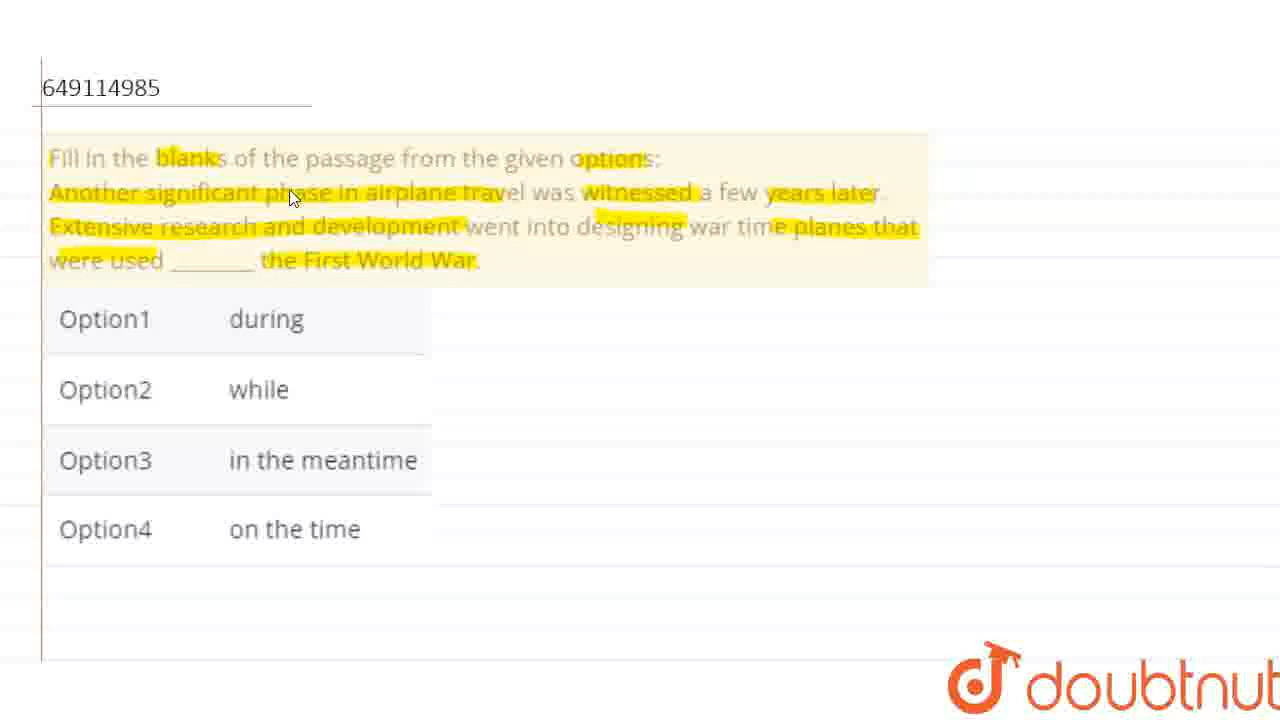 649114985
Fill in the blanks of the passage from the given options:
Another significant phase in airplane travel was witnessed a few years later.
Extensive research and development went into designing war time planes that
were used ________ the First World War.
Option1 during
Option2 while
Option3 in the meantime
Option4 on the time
doubtnut